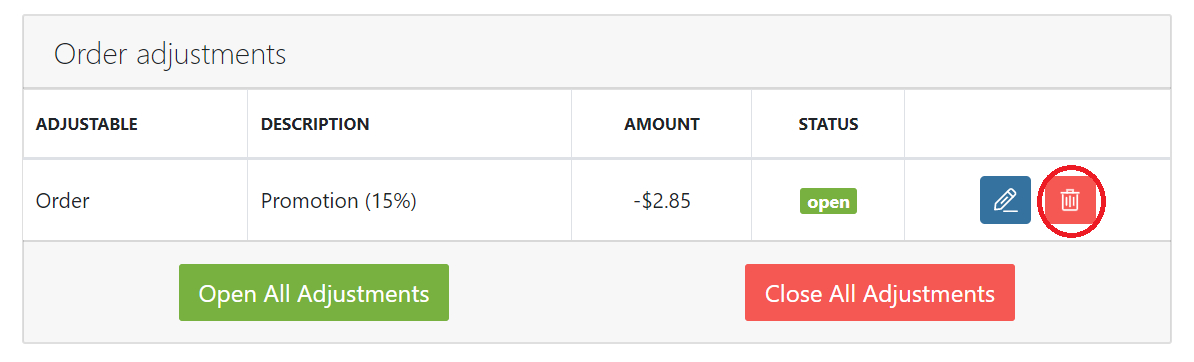 Order adjustments
ADJUSTABLE DESCRIPTION AMOUNT STATUS
Order Promotion (15%) -$2.85 open
Open All Adjustments Close All Adjustments